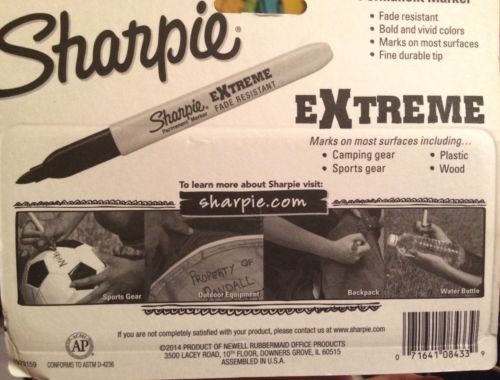 Permanent Marker
• Fade resistant
• Bold and vivid colors
• Marks on most surfaces
• Fine durable tip
Sharpie®
Sharpie®
Permanent Marker
EXTREME
FADE RESISTANT
EXTREME
Marks on most surfaces including...
• Camping gear
• Plastic
• Sports gear
• Wood
To learn more about Sharpie visit:
sharpie.com
PROPERTY OF
RANDALL
Sports Gear
Outdoor Equipment
Backpack
Water Bottle
If you are not completely satisfied with your product, please contact us at www.sharpie.com
AP
CONFORMS TO ASTM D-4236
©2014 PRODUCT OF NEWELL RUBBERMAID OFFICE PRODUCTS
3500 LACEY ROAD, 10TH FLOOR, DOWNERS GROVE, IL 60515
ASSEMBLED IN U.S.A.
0 71641 08433 9